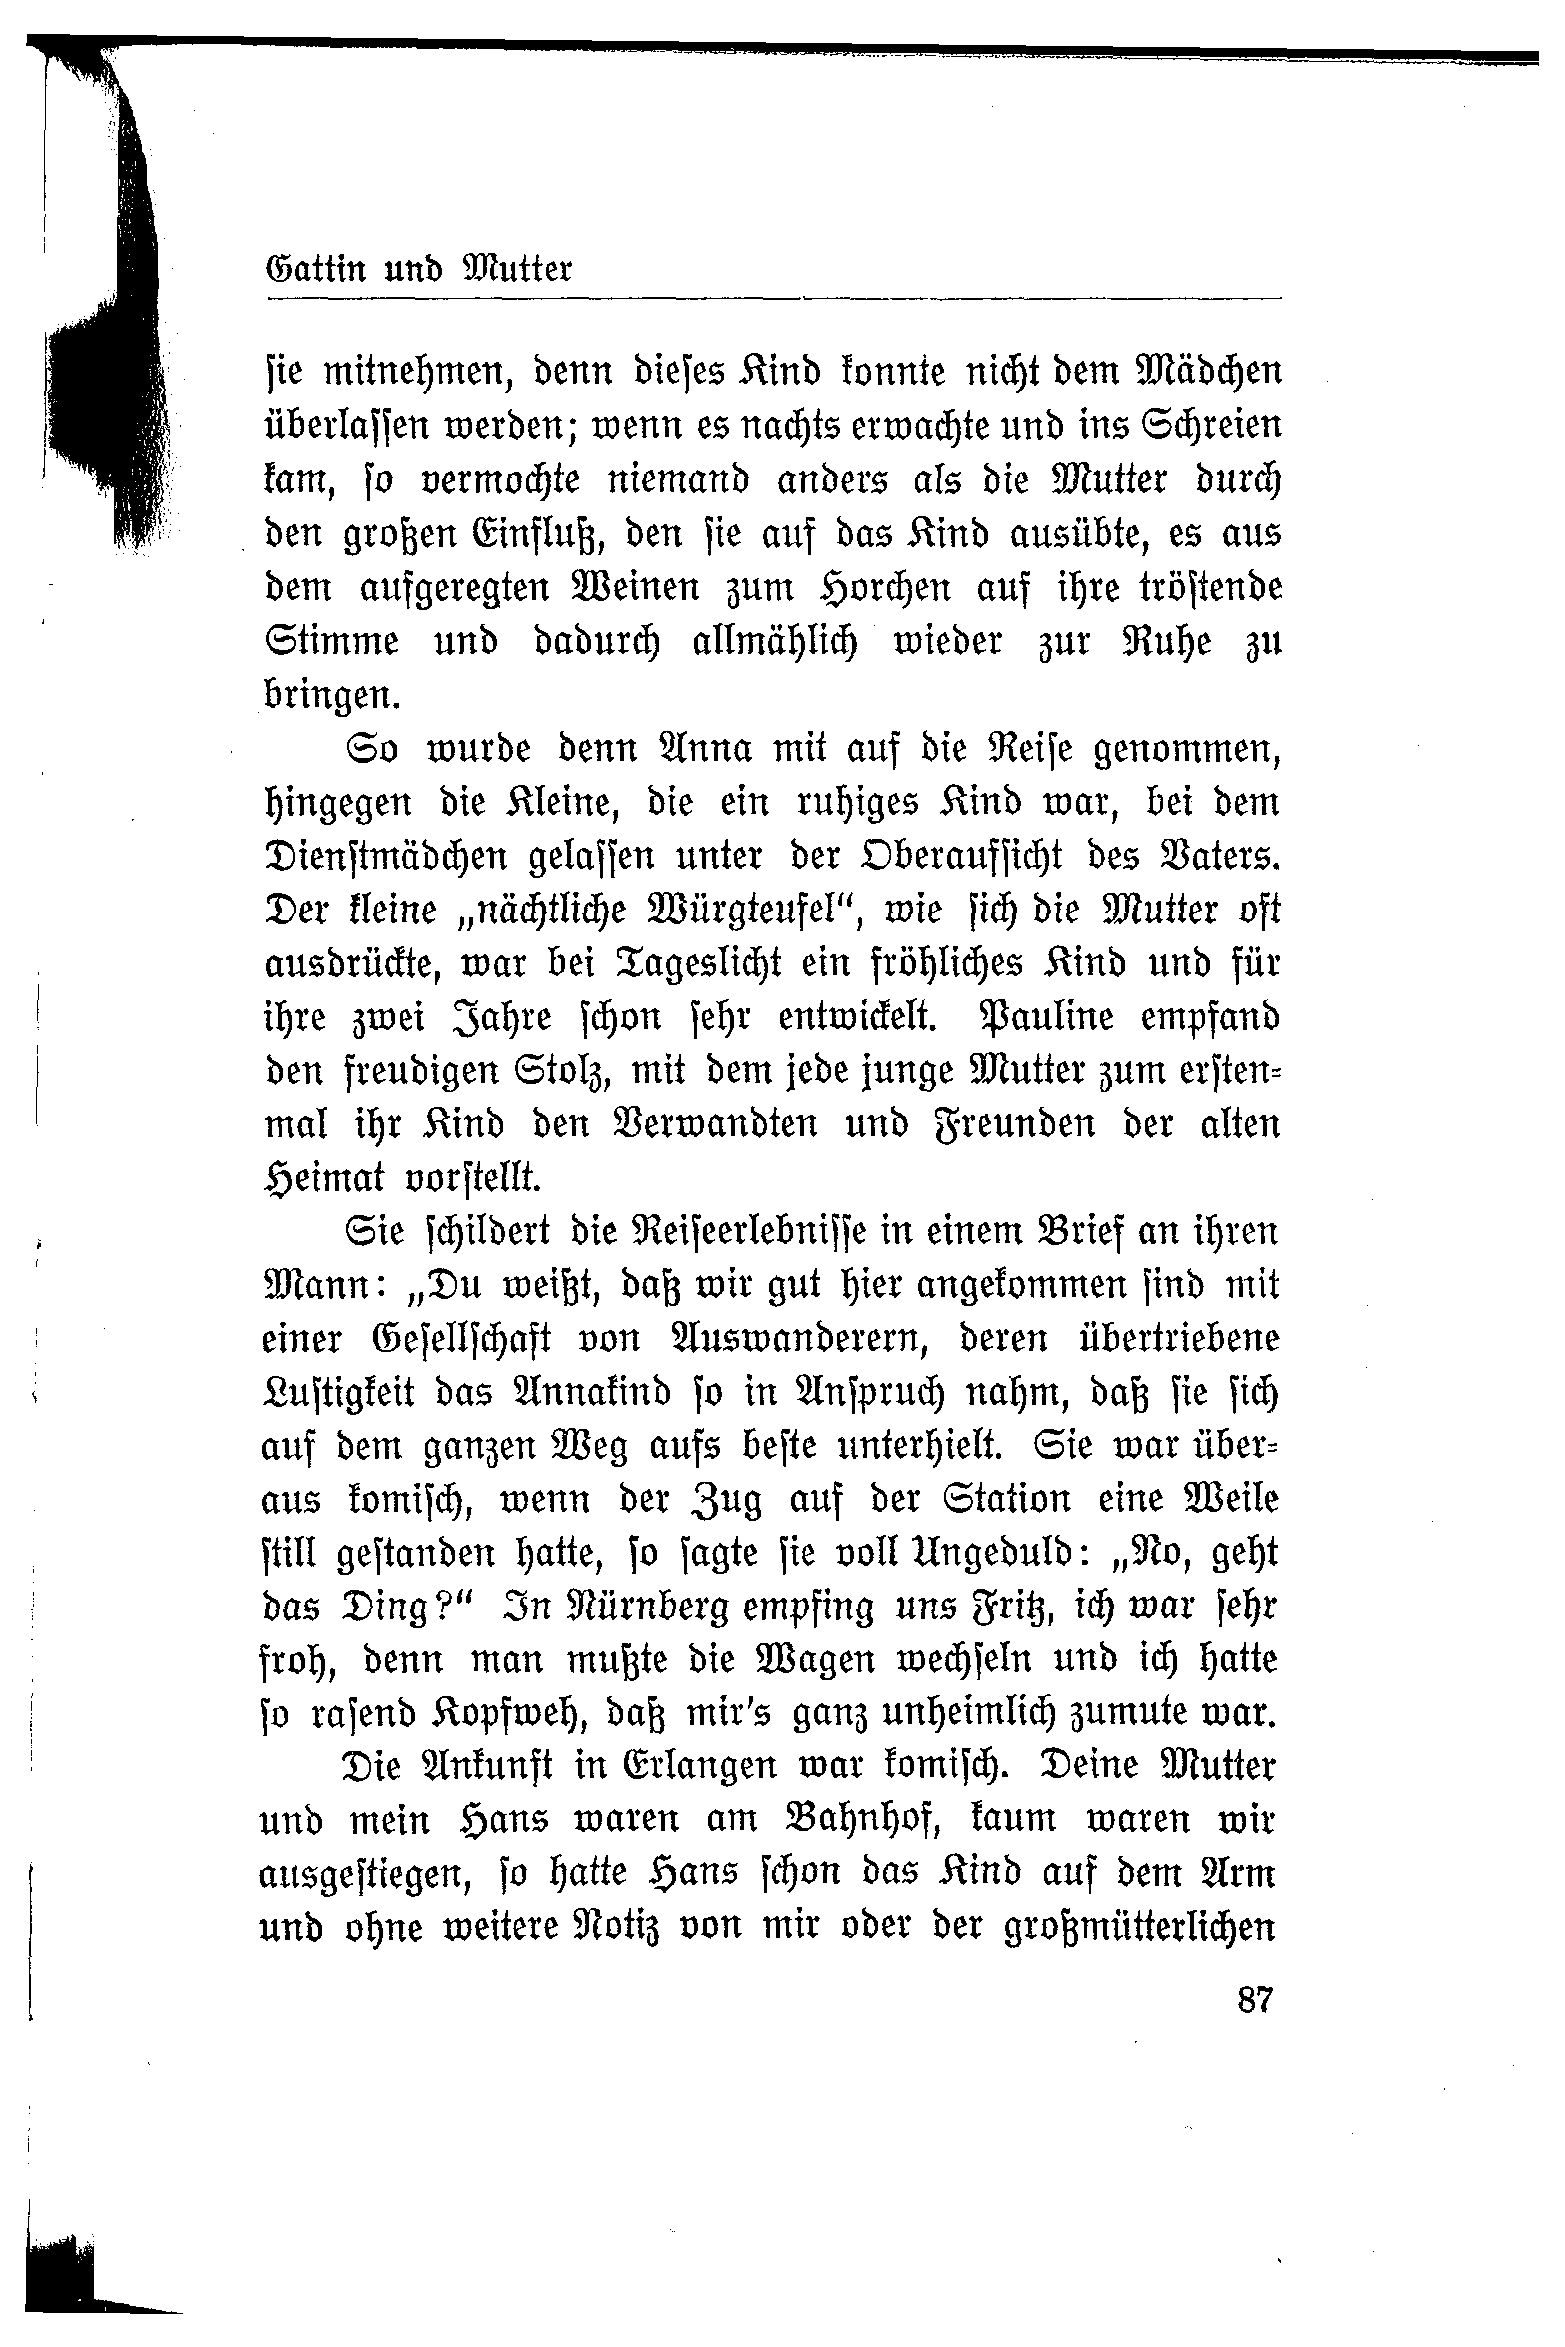 Gattin und Mutter
sie mitnehmen, denn dieses Kind konnte nicht dem Mädchen
überlassen werden; wenn es nachts erwachte und ins Schreien
kam, so vermochte niemand anders als die Mutter durch
den großen Einfluß, den sie auf das Kind ausübte, es aus
dem aufgeregten Weinen zum Horchen auf ihre tröstende
Stimme und dadurch allmählich wieder zur Ruhe zu
bringen.
So wurde denn Anna mit auf die Reise genommen,
hingegen die Kleine, die ein ruhiges Kind war, bei dem
Dienstmädchen gelassen unter der Oberaufsicht des Vaters.
Der kleine „nächtliche Würgteufel“, wie sich die Mutter oft
ausdrückte, war bei Tageslicht ein fröhliches Kind und für
ihre zwei Jahre schon sehr entwickelt. Pauline empfand
den freudigen Stolz, mit dem jede junge Mutter zum ersten-
mal ihr Kind den Verwandten und Freunden der alten
Heimat vorstellt.
Sie schildert die Reiseerlebnisse in einem Brief an ihren
Mann: „Du weißt, daß wir gut hier angekommen sind mit
einer Gesellschaft von Auswanderern, deren übertriebene
Lustigkeit das Annakind so in Anspruch nahm, daß sie sich
auf dem ganzen Weg aufs beste unterhielt. Sie war über-
aus komisch, wenn der Zug auf der Station eine Weile
still gestanden hatte, so sagte sie voll Ungeduld: „No, geht
das Ding?“ In Nürnberg empfing uns Fritz, ich war sehr
froh, denn man mußte die Wagen wechseln und ich hatte
so rasend Kopfweh, daß mir's ganz unheimlich zumute war.
Die Ankunft in Erlangen war komisch. Deine Mutter
und mein Hans waren am Bahnhof, kaum waren wir
ausgestiegen, so hatte Hans schon das Kind auf dem Arm
und ohne weitere Notiz von mir oder der großmütterlichen
87